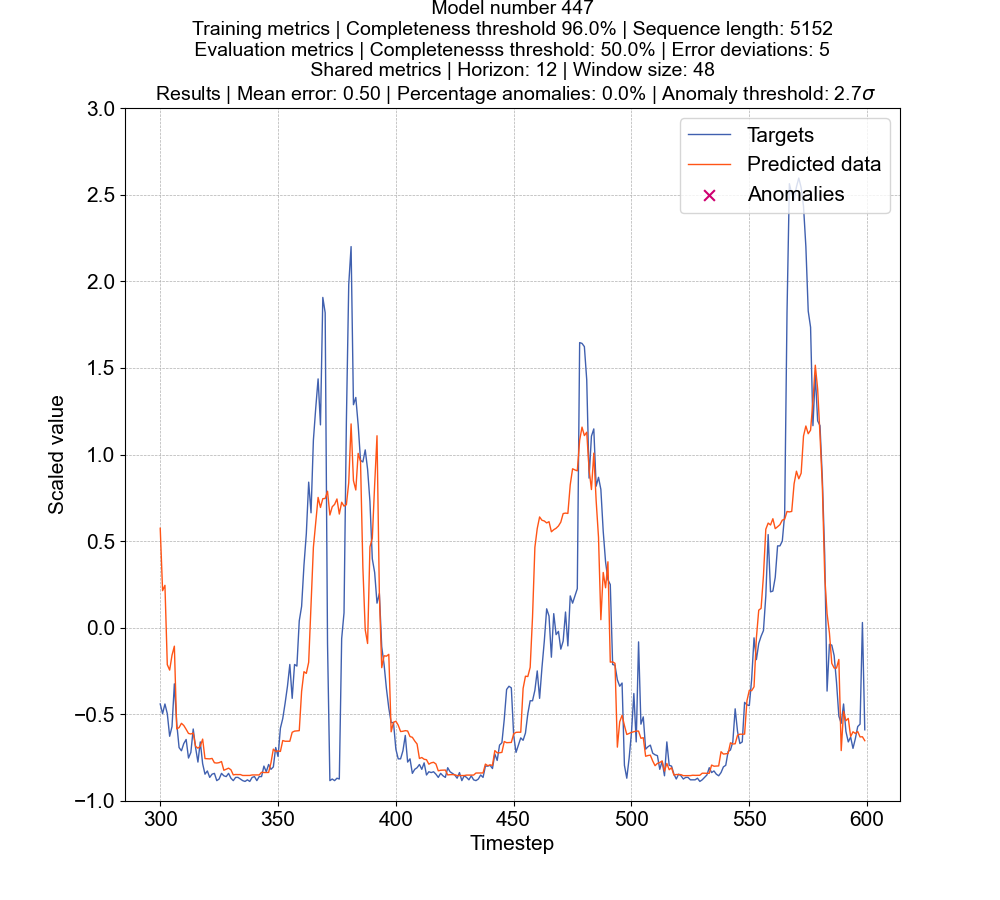 Model number 447
Training metrics | Completeness threshold 96.0% | Sequence length: 5152
Evaluation metrics | Completenesss threshold: 50.0% | Error deviations: 5
Shared metrics | Horizon: 12 | Window size: 48
Results | Mean error: 0.50 | Percentage anomalies: 0.0% | Anomaly threshold: 2.7σ
Targets
Predicted data
Anomalies
3.0
2.5
2.0
1.5
1.0
0.5
0.0
−0.5
−1.0
Scaled value
300 350 400 450 500 550 600
Timestep